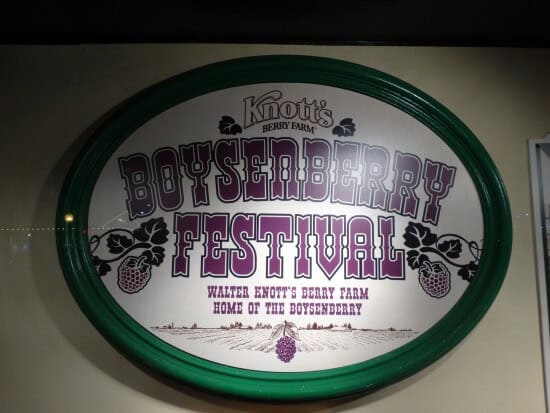 Knott's
BERRY FARM
BOYSENBERRY
FESTIVAL
WALTER KNOTT'S BERRY FARM
HOME OF THE BOYSENBERRY